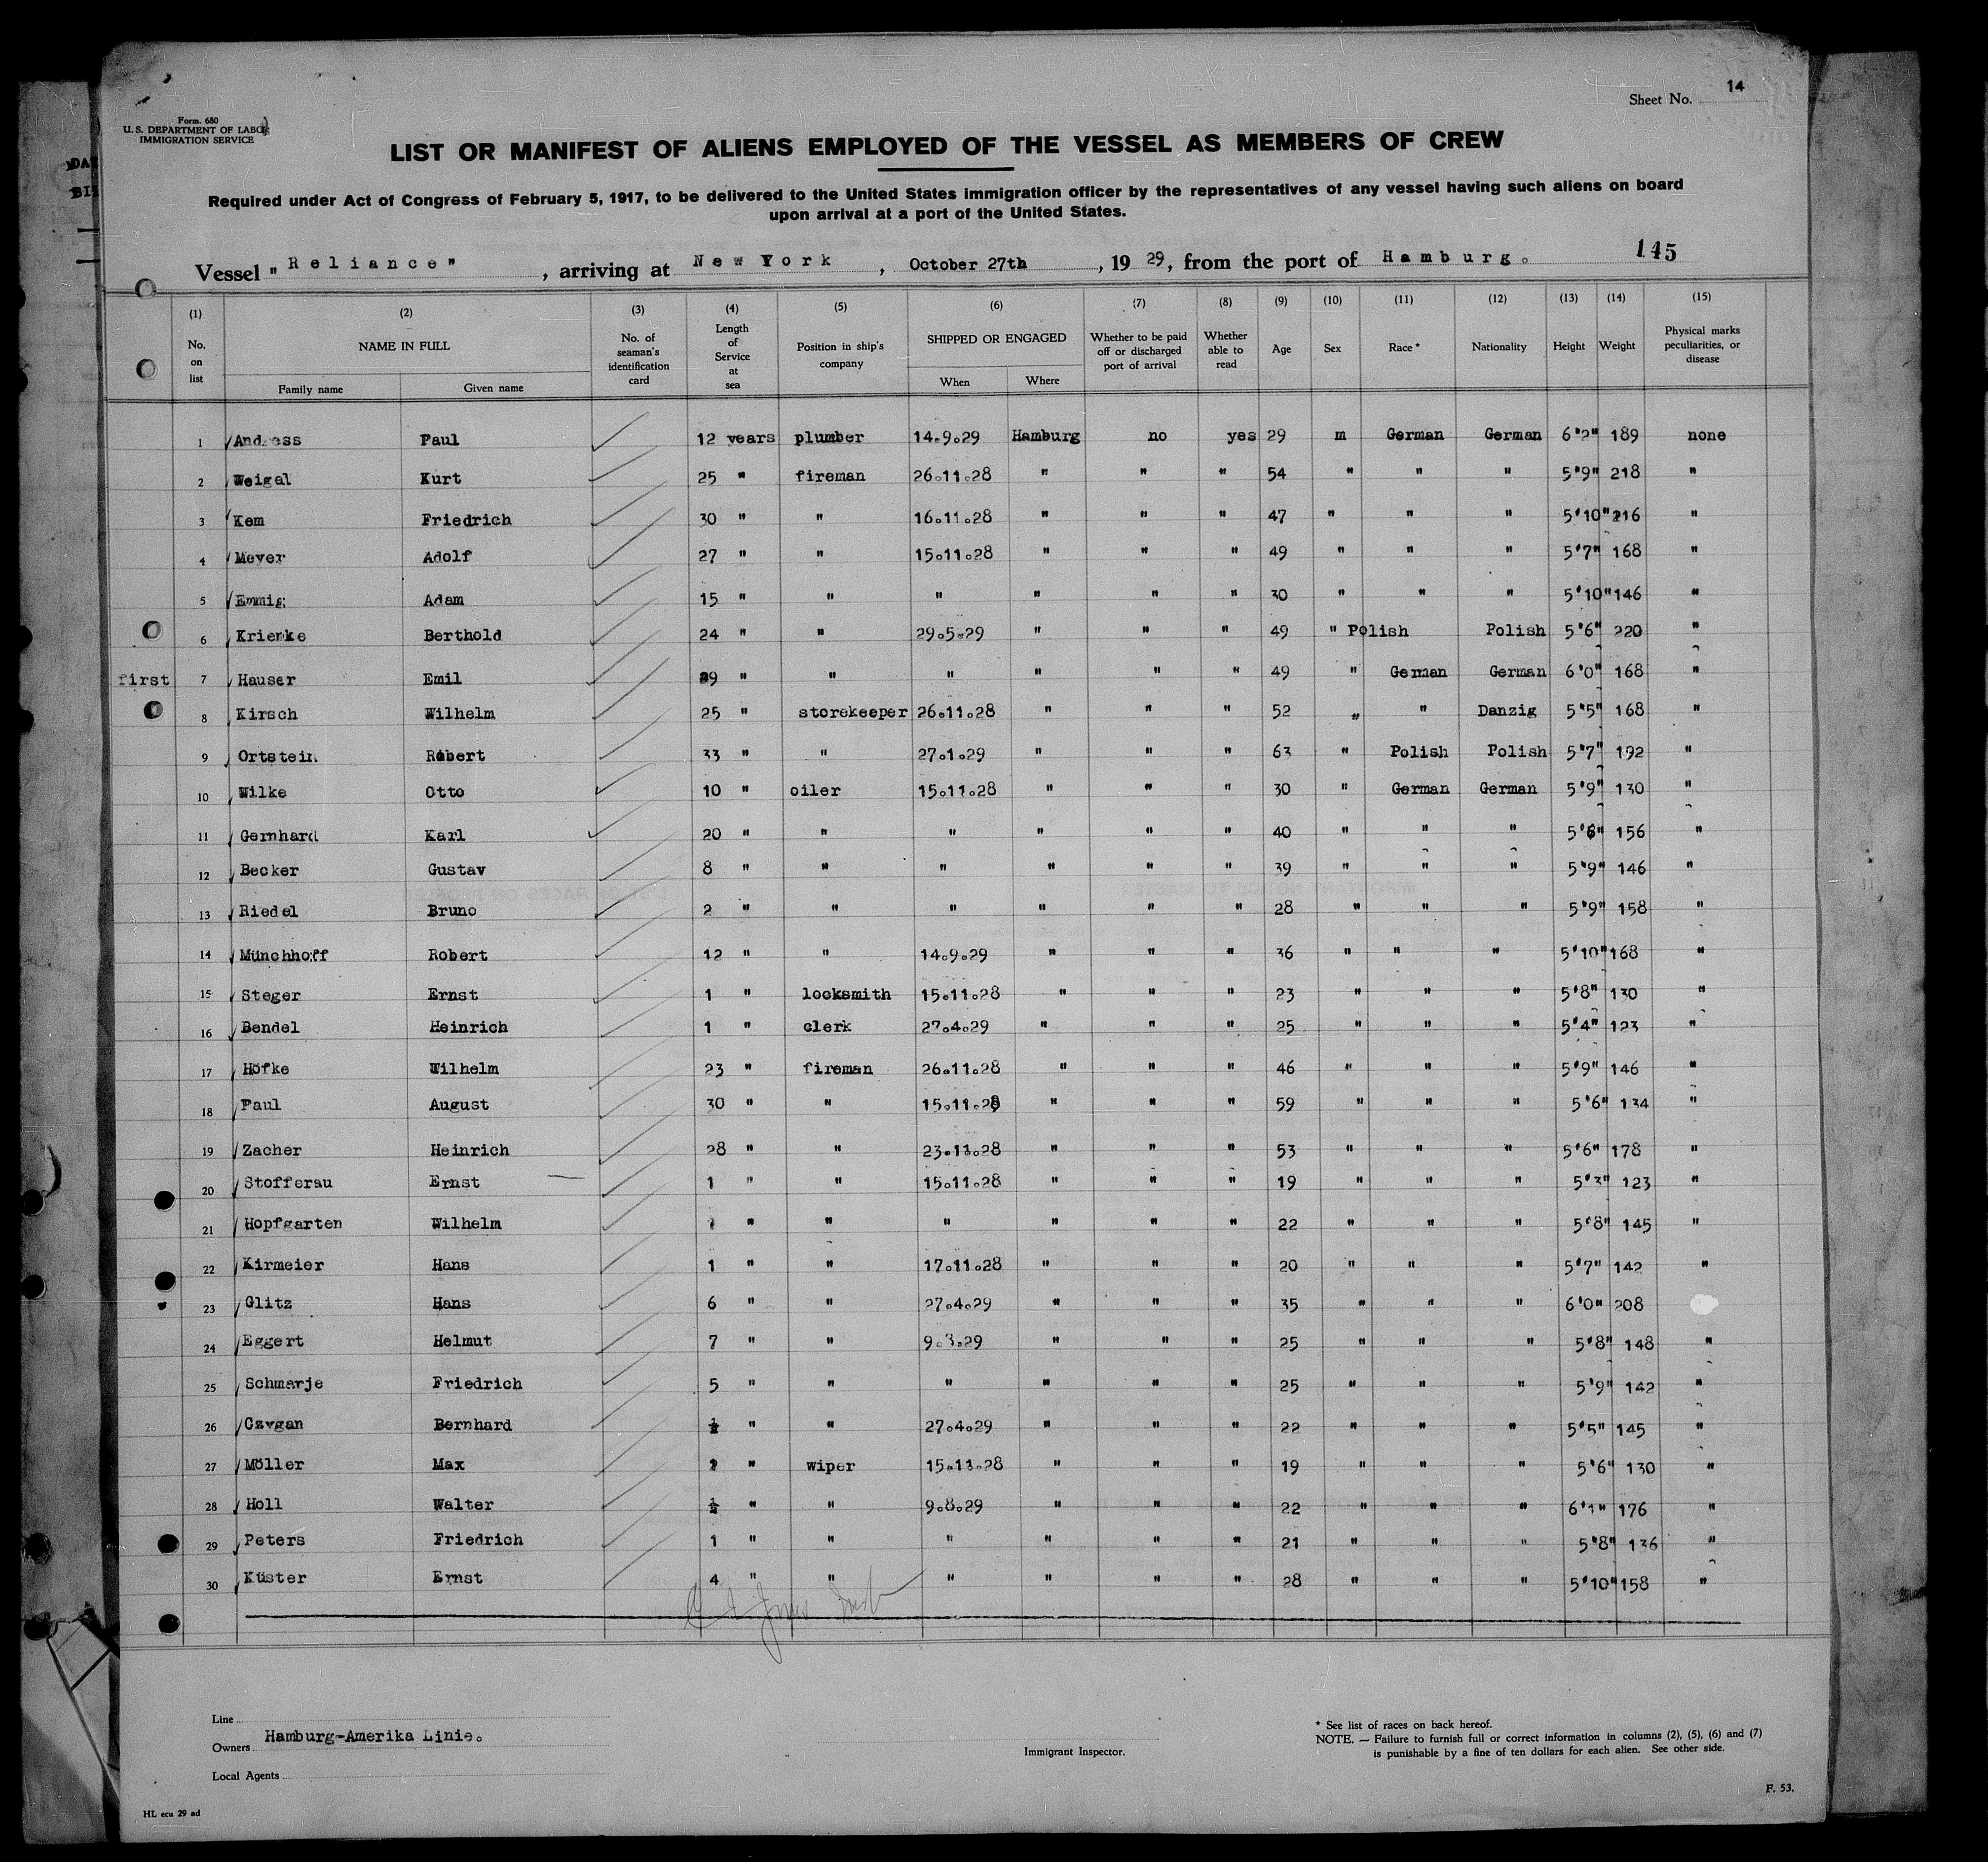 Sheet No. 14
Form. 680
U. S. DEPARTMENT OF LABOR
IMMIGRATION SERVICE
LIST OR MANIFEST OF ALIENS EMPLOYED OF THE VESSEL AS MEMBERS OF CREW
Required under Act of Congress of February 5, 1917, to be delivered to the United States immigration officer by the representatives of any vessel having such aliens on board
upon arrival at a port of the United States.
145
Vessel "Reliance", arriving at New York, October 27th, 1929, from the port of Hamburg.
(1) (2) (3) (4) (5) (6) (7) (8) (9) (10) (11) (12) (13) (14) (15)
No. on list NAME IN FULL Family name Given name No. of seaman's identification card Length of Service at sea Position in ship's company SHIPPED OR ENGAGED When Where Whether to be paid off or discharged port of arrival Whether able to read Age Sex Race * Nationality Height Weight Physical marks peculiarities, or disease
1 Andress Paul 12 years plumber 14.9.29 Hamburg no yes 29 m German German 6'2" 189 none
2 Weigel Kurt 25 " fireman 26.11.28 " " " 54 " " " 5'9" 218 "
3 Kem Friedrich 30 " " 16.11.28 " " " 47 " " " 5'10" 216 "
4 Meyer Adolf 27 " " 15.11.28 " " " 49 " " " 5'7" 168 "
5 Emmig Adam 15 " " " " " " 30 " " " 5'10" 146 "
6 Krienke Berthold 24 " " 29.5.29 " " " 49 " Polish Polish 5'6" 220 "
first 7 Hauser Emil 29 " " " " " " 49 " German German 6'0" 168 "
8 Kirsch Wilhelm 25 " storekeeper 26.11.28 " " " 52 " " Danzig 5'5" 168 "
9 Ortstein Robert 33 " " 27.1.29 " " " 63 " Polish Polish 5'7" 192 "
10 Wilke Otto 10 " oiler 15.11.28 " " " 30 " German German 5'9" 130 "
11 Gernhard Karl 20 " " " " " " 40 " " " 5'6" 156 "
12 Becker Gustav 8 " " " " " " 39 " " " 5'9" 146 "
13 Riedel Bruno 2 " " " " " " 28 " " " 5'9" 158 "
14 Münchhoff Robert 12 " " 14.9.29 " " " 36 " " " 5'10" 168 "
15 Steger Ernst 1 " locksmith 15.11.28 " " " 23 " " " 5'8" 130 "
16 Bendel Heinrich 1 " clerk 27.4.29 " " " 25 " " " 5'4" 123 "
17 Höfke Wilhelm 23 " fireman 26.11.28 " " " 46 " " " 5'9" 146 "
18 Paul August 30 " " 15.11.28 " " " 59 " " " 5'6" 134 "
19 Zacher Heinrich 28 " " 23.11.28 " " " 53 " " " 5'6" 178 "
20 Stofferau Ernst 1 " " 15.11.28 " " " 19 " " " 5'3" 123 "
21 Hopfgarten Wilhelm " " " " " " 22 " " " 5'8" 145 "
22 Kirmeier Hans 1 " " 17.11.28 " " " 20 " " " 5'7" 142 "
23 Glitz Hans 6 " " 27.4.29 " " " 35 " " " 6'0" 208
24 Eggert Helmut 7 " " 9.3.29 " " " 25 " " " 5'8" 148 "
25 Schmarje Friedrich 5 " " " " " " 25 " " " 5'9" 142 "
26 Czygan Bernhard ½ " " 27.4.29 " " " 22 " " " 5'5" 145 "
27 Möller Max " wiper 15.11.28 " " " 19 " " " 5'6" 130 "
28 Holl Walter ½ " " 9.8.29 " " " 22 " " " 6'1" 176 "
29 Peters Friedrich 1 " " " " " " 21 " " " 5'8" 136 "
30 Küster Ernst 4 " " " " " " 28 " " " 5'10" 158 "
Line
Owners Hamburg-Amerika Linie.
Local Agents
Immigrant Inspector.
* See list of races on back hereof.
NOTE. — Failure to furnish full or correct information in columns (2), (5), (6) and (7)
is punishable by a fine of ten dollars for each alien. See other side.
F. 53.
HL ecu 29 ad